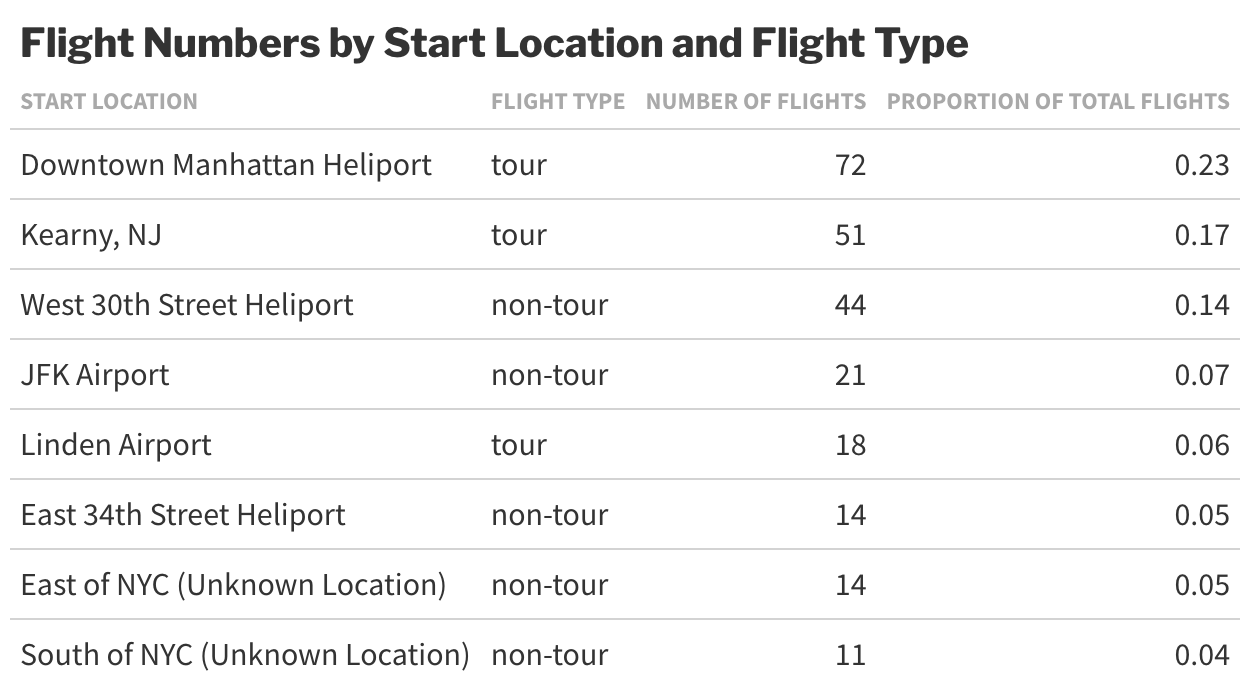 Flight Numbers by Start Location and Flight Type
START LOCATION FLIGHT TYPE NUMBER OF FLIGHTS PROPORTION OF TOTAL FLIGHTS
Downtown Manhattan Heliport tour 72 0.23
Kearny, NJ tour 51 0.17
West 30th Street Heliport non-tour 44 0.14
JFK Airport non-tour 21 0.07
Linden Airport tour 18 0.06
East 34th Street Heliport non-tour 14 0.05
East of NYC (Unknown Location) non-tour 14 0.05
South of NYC (Unknown Location) non-tour 11 0.04